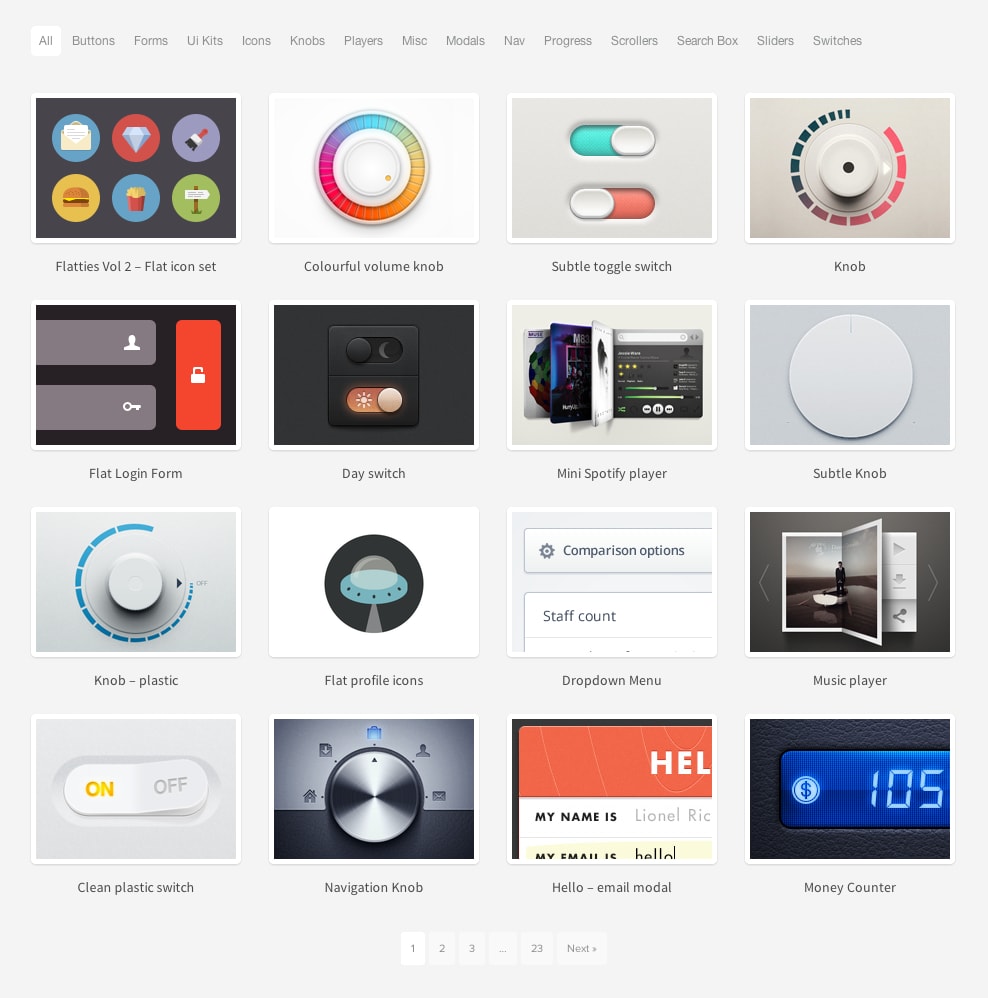 All Buttons Forms Ui Kits Icons Knobs Players Misc Modals Nav Progress Scrollers Search Box Sliders Switches
Flatties Vol 2 – Flat icon set
Colourful volume knob
Subtle toggle switch
Knob
MUSE
M83
HurryUp
Jessie Ware
Flat Login Form
Day switch
Mini Spotify player
Subtle Knob
OFF
Comparison options
Staff count
Knob – plastic
Flat profile icons
Dropdown Menu
Music player
ON OFF
HEL
MY NAME IS Lionel Ric
MY EMAIL IS hello
$ 105
Clean plastic switch
Navigation Knob
Hello – email modal
Money Counter
1 2 3 ... 23 Next »